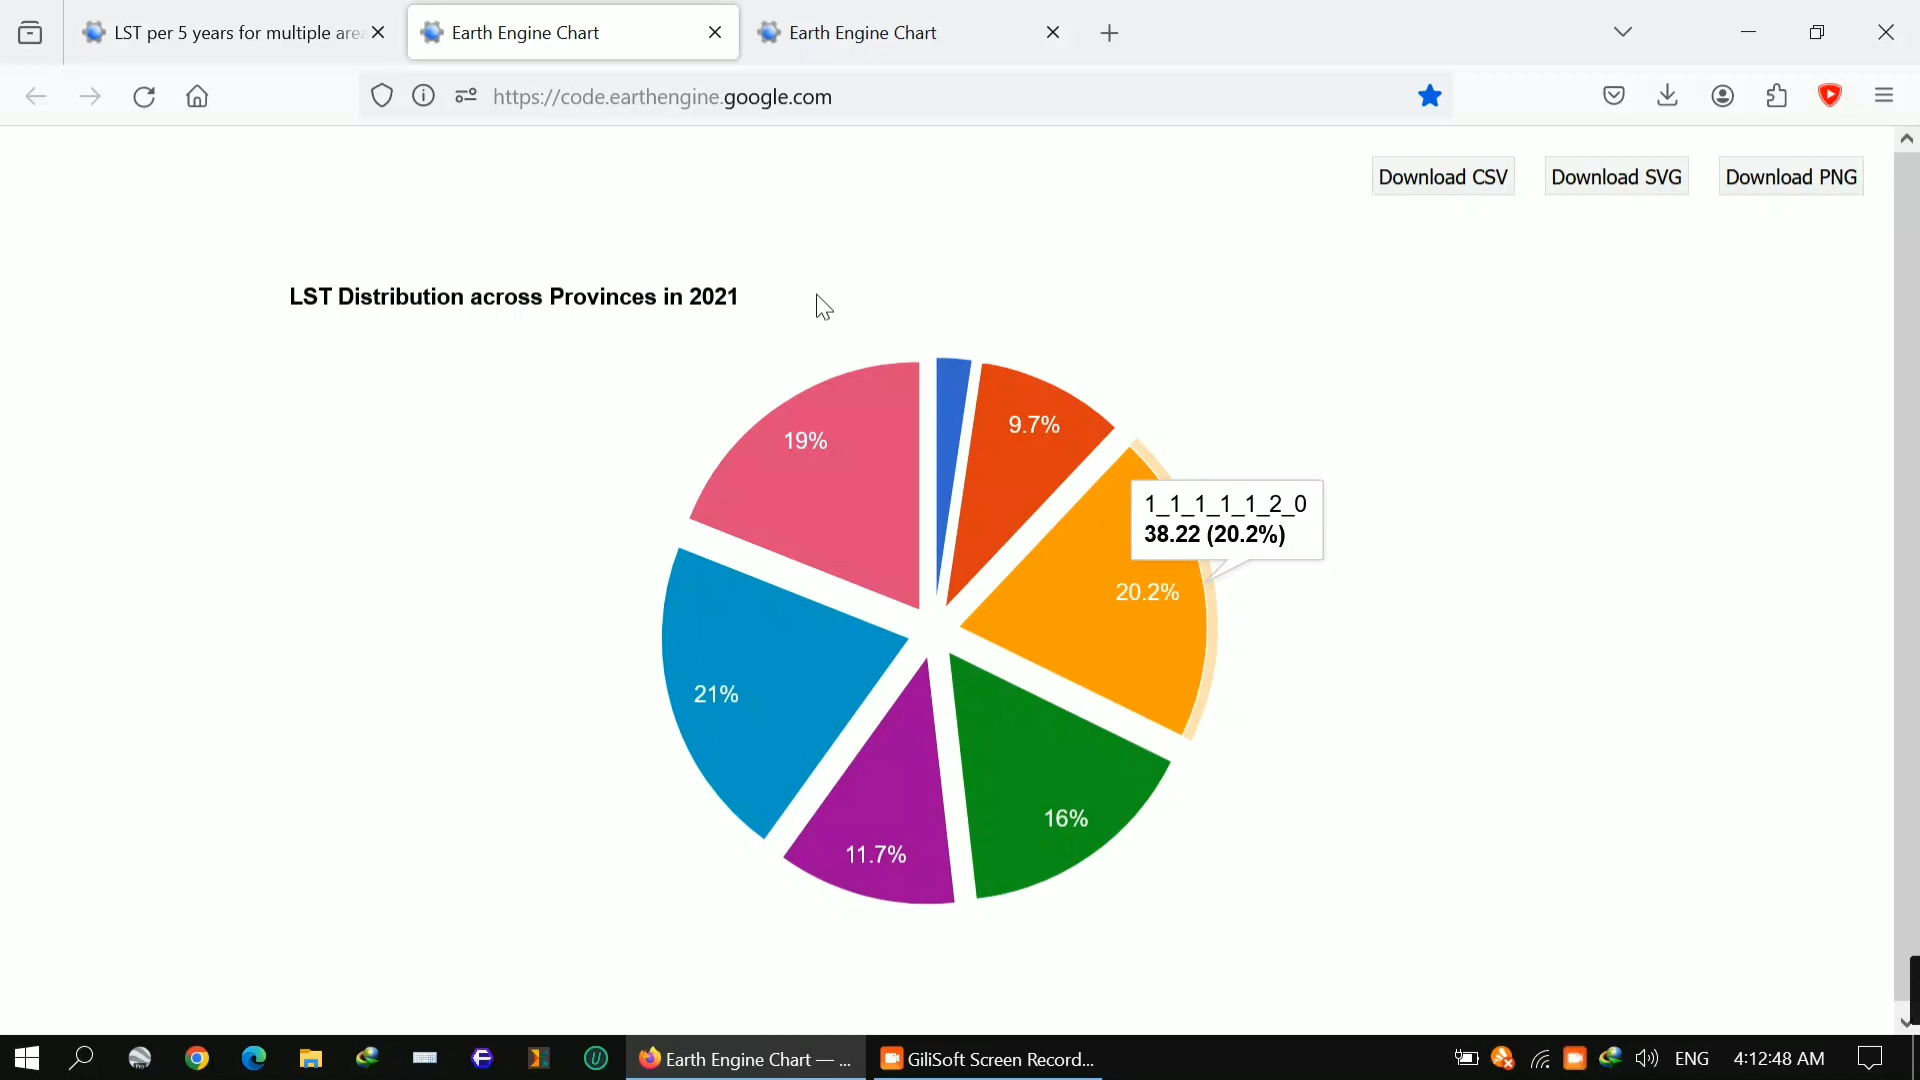 LST per 5 years for multiple area
Earth Engine Chart
Earth Engine Chart
https://code.earthengine.google.com
Download CSV
Download SVG
Download PNG
LST Distribution across Provinces in 2021
19%
9.7%
1_1_1_1_1_2_0
38.22 (20.2%)
20.2%
21%
16%
11.7%
Earth Engine Chart — ...
GiliSoft Screen Record...
ENG
4:12:48 AM